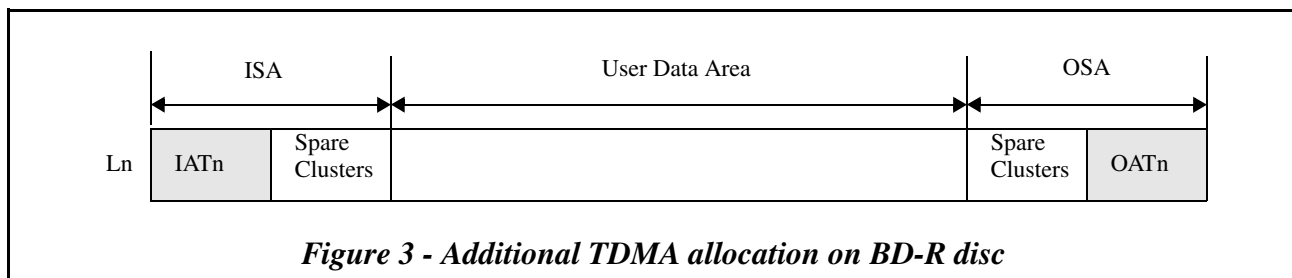 ISA User Data Area OSA
Ln IATn Spare Clusters Spare Clusters OATn
Figure 3 - Additional TDMA allocation on BD-R disc